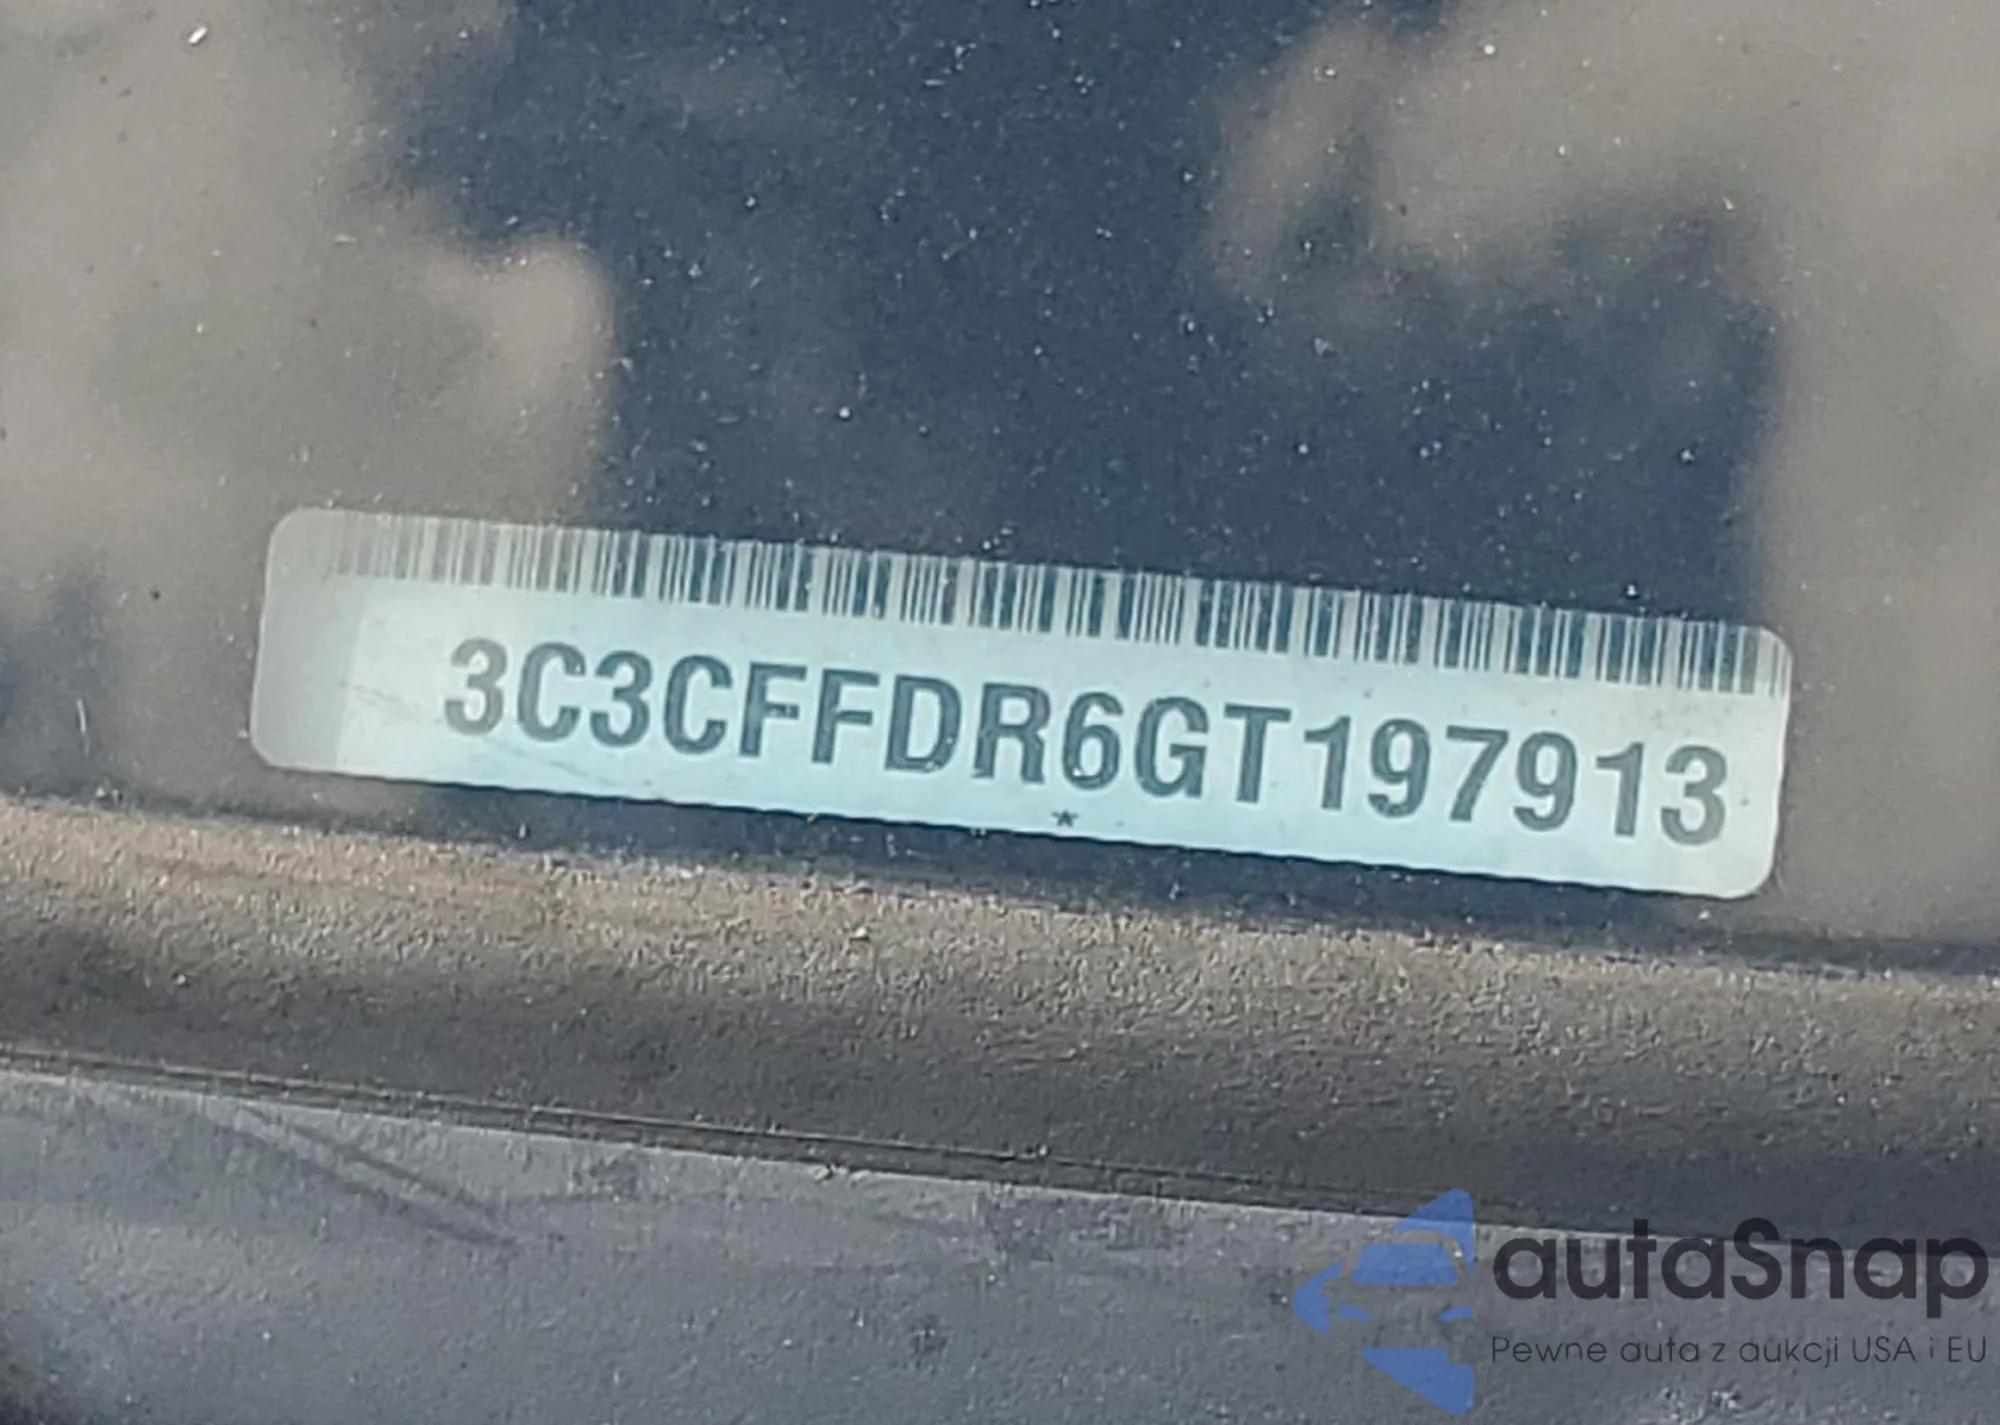 3C3CFFDR6GT197913
*
autaSnap
Pewne auta z aukcji USA i EU